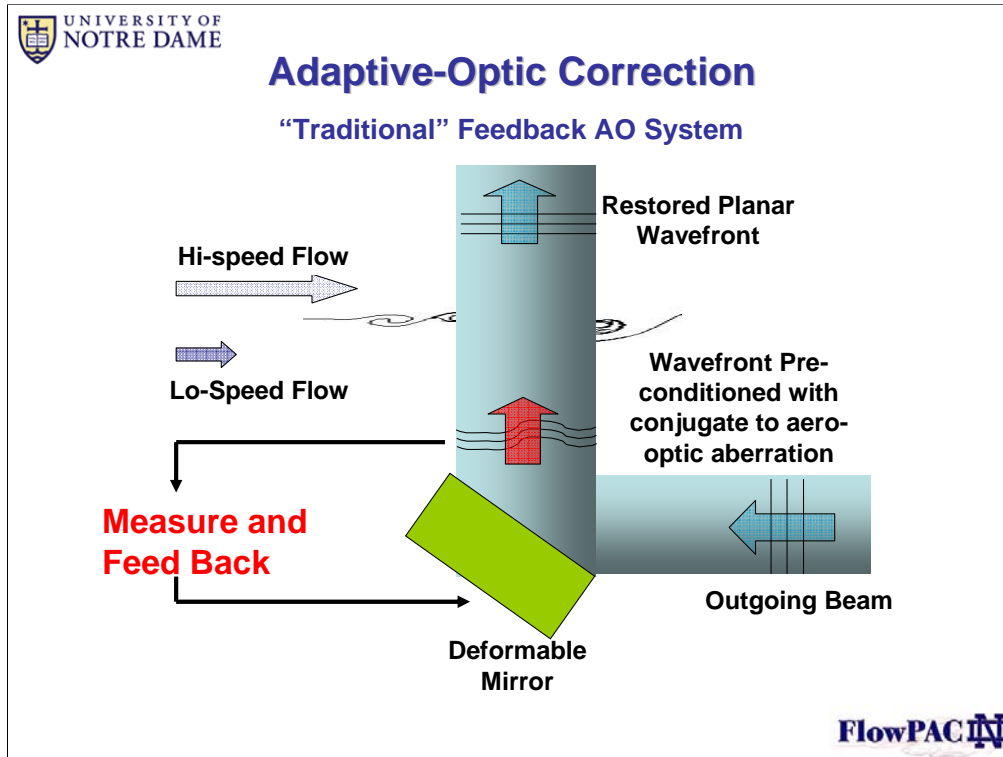 UNIVERSITY OF
NOTRE DAME
Adaptive-Optic Correction
“Traditional” Feedback AO System
Restored Planar
Wavefront
Hi-speed Flow
Lo-Speed Flow
Wavefront Pre-
conditioned with
conjugate to aero-
optic aberration
Measure and
Feed Back
Outgoing Beam
Deformable
Mirror
FlowPAC ND